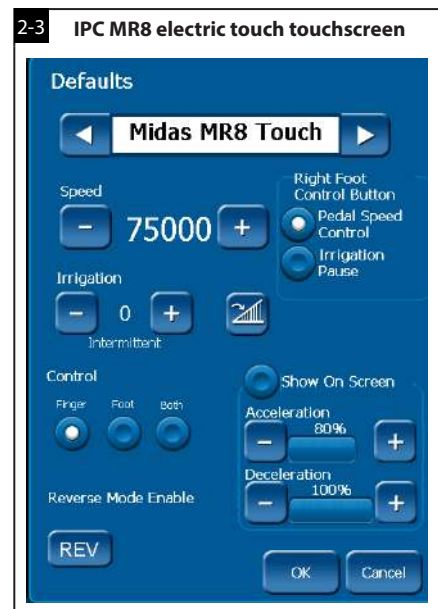 2-3 IPC MR8 electric touch touchscreen
Defaults
Midas MR8 Touch
Speed
- 75000 +
Right Foot
Control Button
Pedal Speed
Control
Irrigation
Pause
Irrigation
- 0 +
Intermittent
Control
Finger Foot Both
Show On Screen
Acceleration
80%
- +
Deceleration
100%
- +
Reverse Mode Enable
REV
OK Cancel